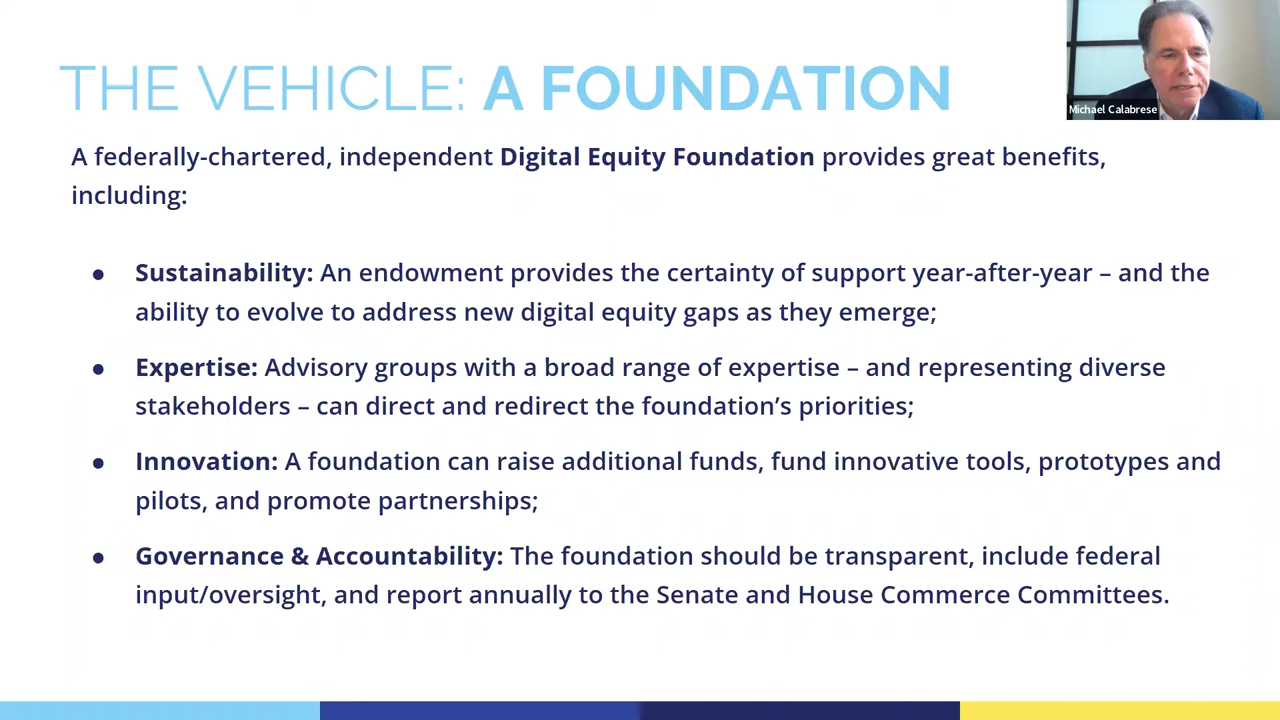 THE VEHICLE: A FOUNDATION
Michael Calabrese
A federally-chartered, independent Digital Equity Foundation provides great benefits,
including:
● Sustainability: An endowment provides the certainty of support year-after-year – and the
ability to evolve to address new digital equity gaps as they emerge;
● Expertise: Advisory groups with a broad range of expertise – and representing diverse
stakeholders – can direct and redirect the foundation’s priorities;
● Innovation: A foundation can raise additional funds, fund innovative tools, prototypes and
pilots, and promote partnerships;
● Governance & Accountability: The foundation should be transparent, include federal
input/oversight, and report annually to the Senate and House Commerce Committees.